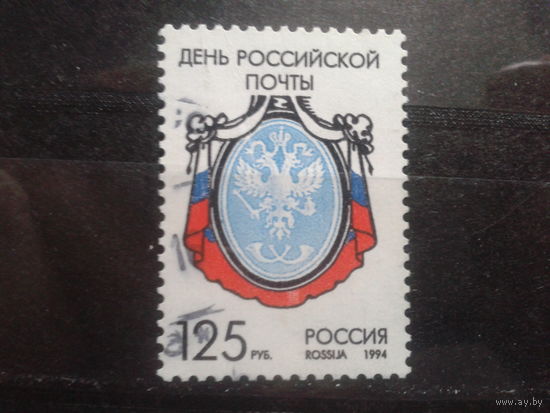 ДЕНЬ РОССИЙСКОЙ
ПОЧТЫ
125 РУБ.
РОССИЯ
ROSSIJA 1994
www.ay.by